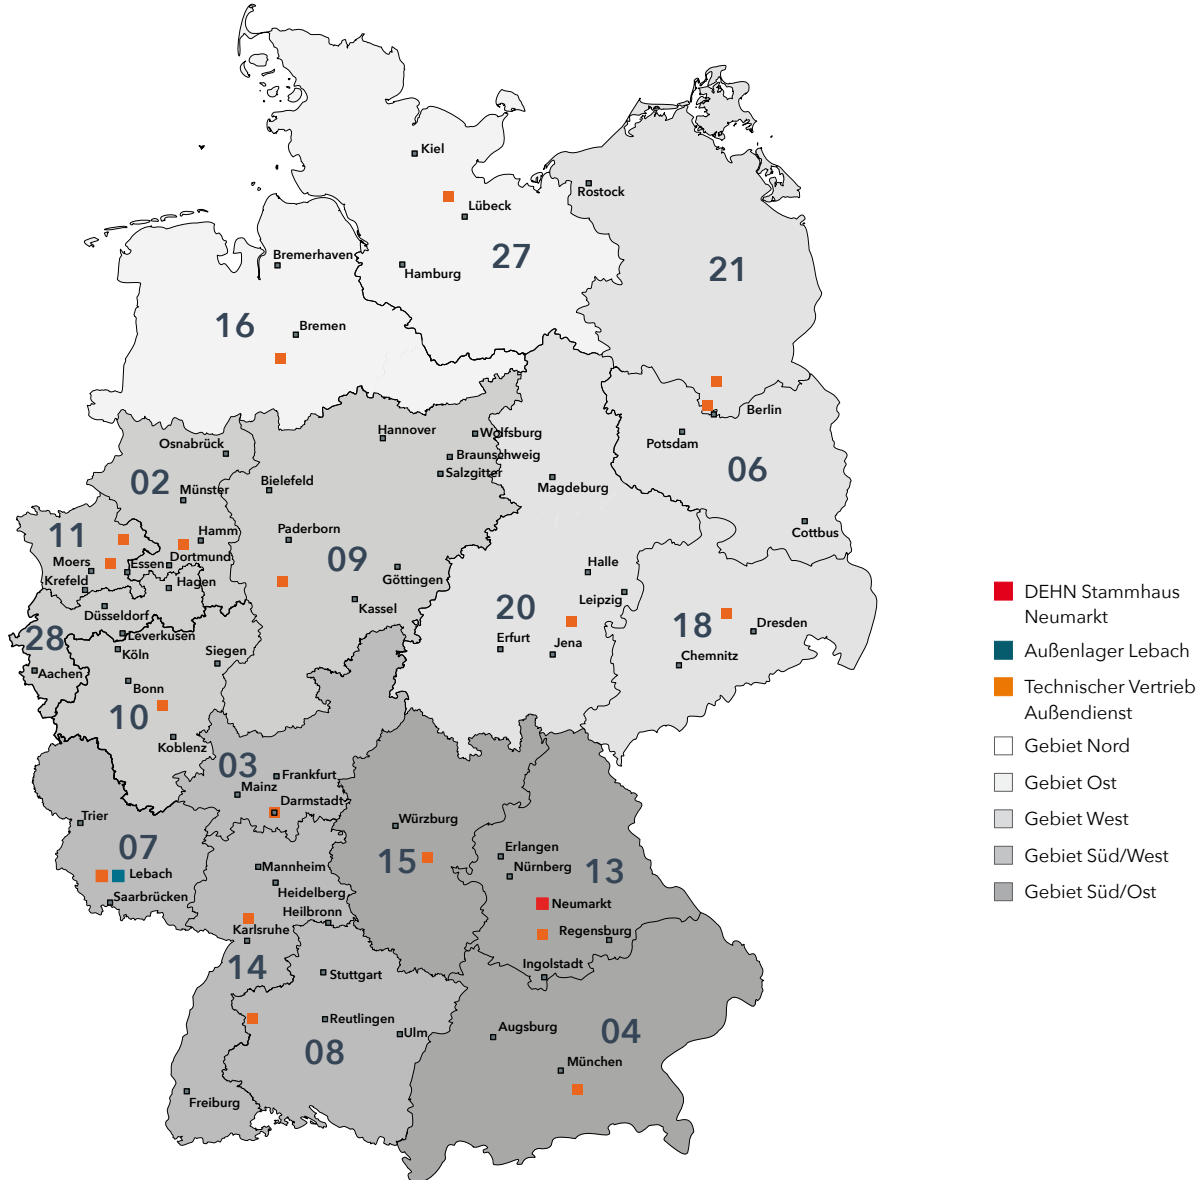 Kiel
Rostock
Lübeck
27
21
Bremerhaven
Hamburg
16
Bremen
Berlin
Hannover
Wolfsburg
Potsdam
Osnabrück
Braunschweig
06
Salzgitter
02
Bielefeld
Magdeburg
Münster
11
Hamm
Paderborn
Cottbus
09
Moers
Essen
Dortmund
Halle
Krefeld
Hagen
Göttingen
Leipzig
Düsseldorf
Kassel
20
18
Dresden
28
Leverkusen
Erfurt
Jena
Köln
Siegen
Chemnitz
Aachen
Bonn
10
Koblenz
03
Frankfurt
Mainz
Darmstadt
Trier
Würzburg
07
15
Erlangen
Nürnberg
13
Lebach
Mannheim
Saarbrücken
Heidelberg
Neumarkt
Heilbronn
Karlsruhe
Regensburg
14
Ingolstadt
Stuttgart
Reutlingen
Ulm
Augsburg
04
08
München
Freiburg
DEHN Stammhaus
Neumarkt
Außenlager Lebach
Technischer Vertrieb
Außendienst
Gebiet Nord
Gebiet Ost
Gebiet West
Gebiet Süd/West
Gebiet Süd/Ost